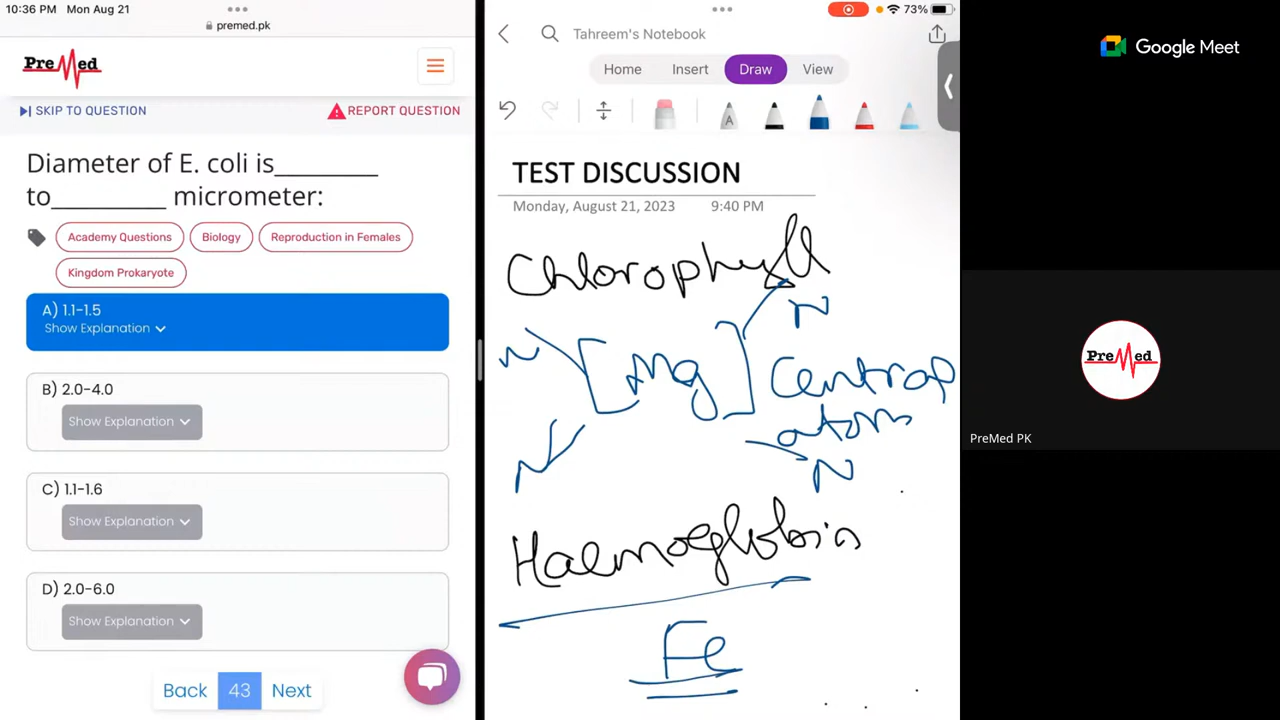 10:36 PM Mon Aug 21
premed.pk
PreMed
SKIP TO QUESTION
REPORT QUESTION
Diameter of E. coli is_________
to__________ micrometer:
Academy Questions
Biology
Reproduction in Females
Kingdom Prokaryote
A) 1.1-1.5
Show Explanation
B) 2.0-4.0
Show Explanation
C) 1.1-1.6
Show Explanation
D) 2.0-6.0
Show Explanation
Back 43 Next
73%
Tahreem's Notebook
Home Insert Draw View
A
TEST DISCUSSION
Monday, August 21, 2023 9:40 PM
Chlorophyll
N
N [Mg] Central
atom
N N
Haemoglobin
Fe
Google Meet
PreMed
PreMed PK